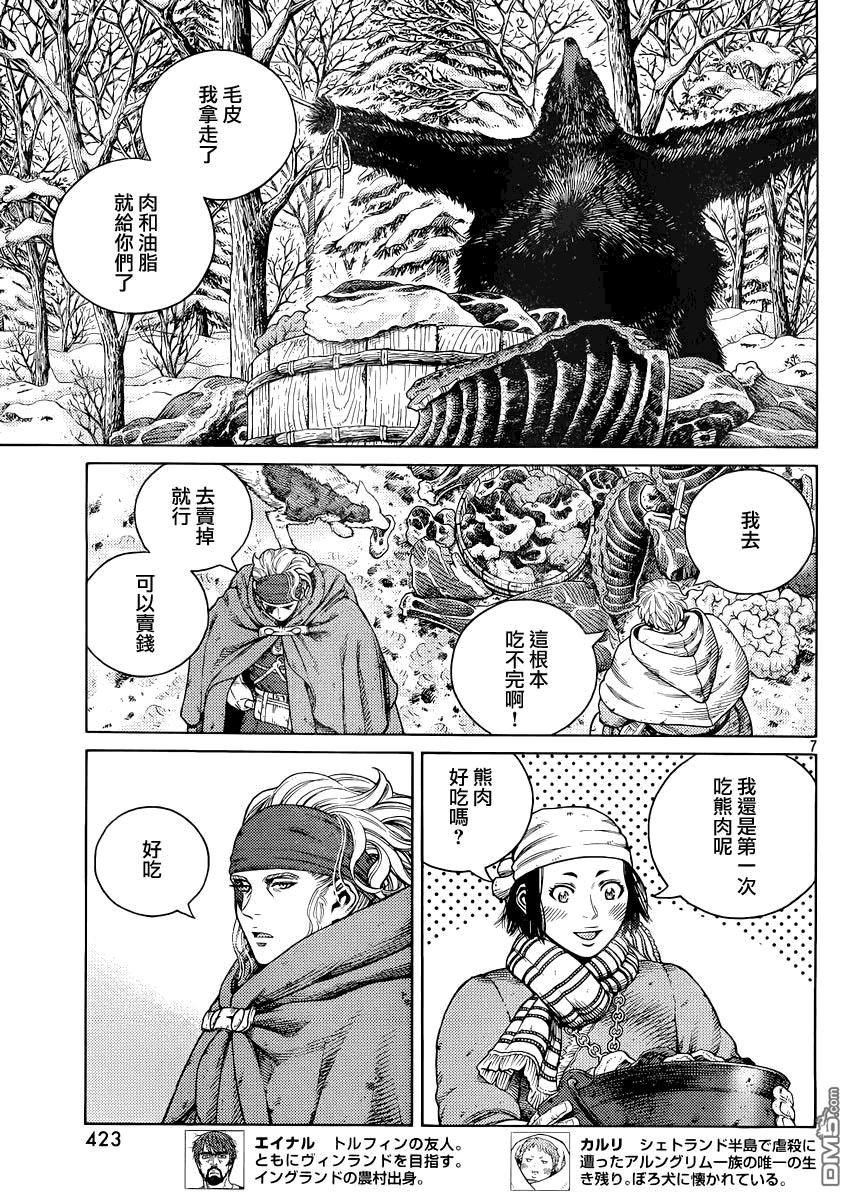 毛皮
我拿走了
肉和油脂
就給你們了
我去
這根本
吃不完啊！
去賣掉
就行
可以賣錢
7
我還是第一次
吃熊肉呢
熊肉
好吃嗎？
好吃
423
エイナル　トルフィンの友人。
ともにヴィンランドを目指す。
イングランドの農村出身。
カルリ　シェトランド半島で虐殺に
遭ったアルングリム一族の唯一の生
き残り。ぼろ犬に懐かれている。
DM5.com